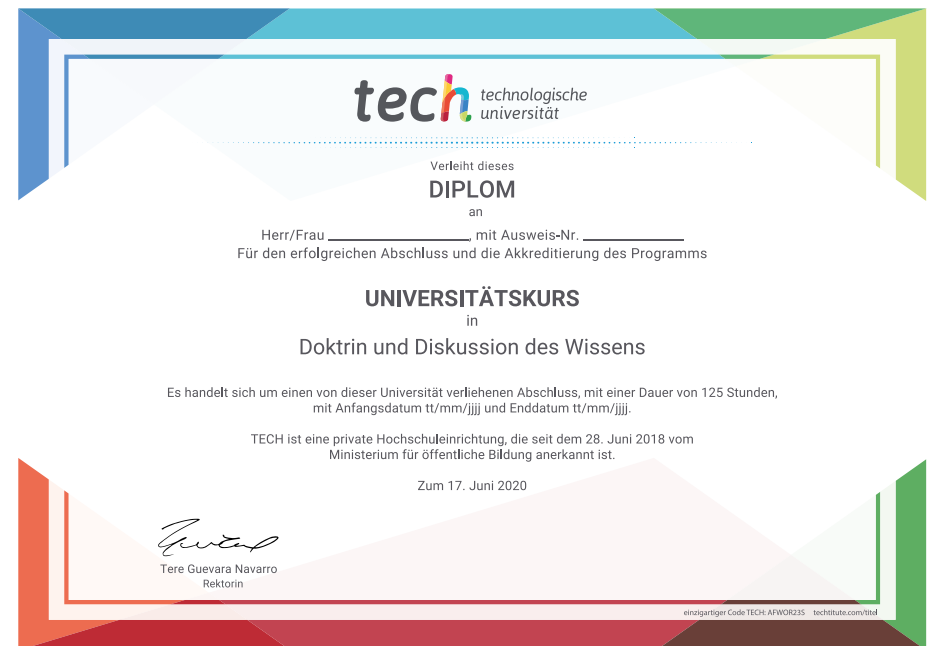 tech technologische
universität
Verleiht dieses
DIPLOM
an
Herr/Frau ____________, mit Ausweis-Nr. ____________
Für den erfolgreichen Abschluss und die Akkreditierung des Programms
UNIVERSITÄTSKURS
in
Doktrin und Diskussion des Wissens
Es handelt sich um einen von dieser Universität verliehenen Abschluss, mit einer Dauer von 125 Stunden,
mit Anfangsdatum tt/mm/jjjj und Enddatum tt/mm/jjjj.
TECH ist eine private Hochschuleinrichtung, die seit dem 28. Juni 2018 vom
Ministerium für öffentliche Bildung anerkannt ist.
Zum 17. Juni 2020
Tere Guevara Navarro
Rektorin
einzigartiger Code TECH: AFWOR23S techtitute.com/titel